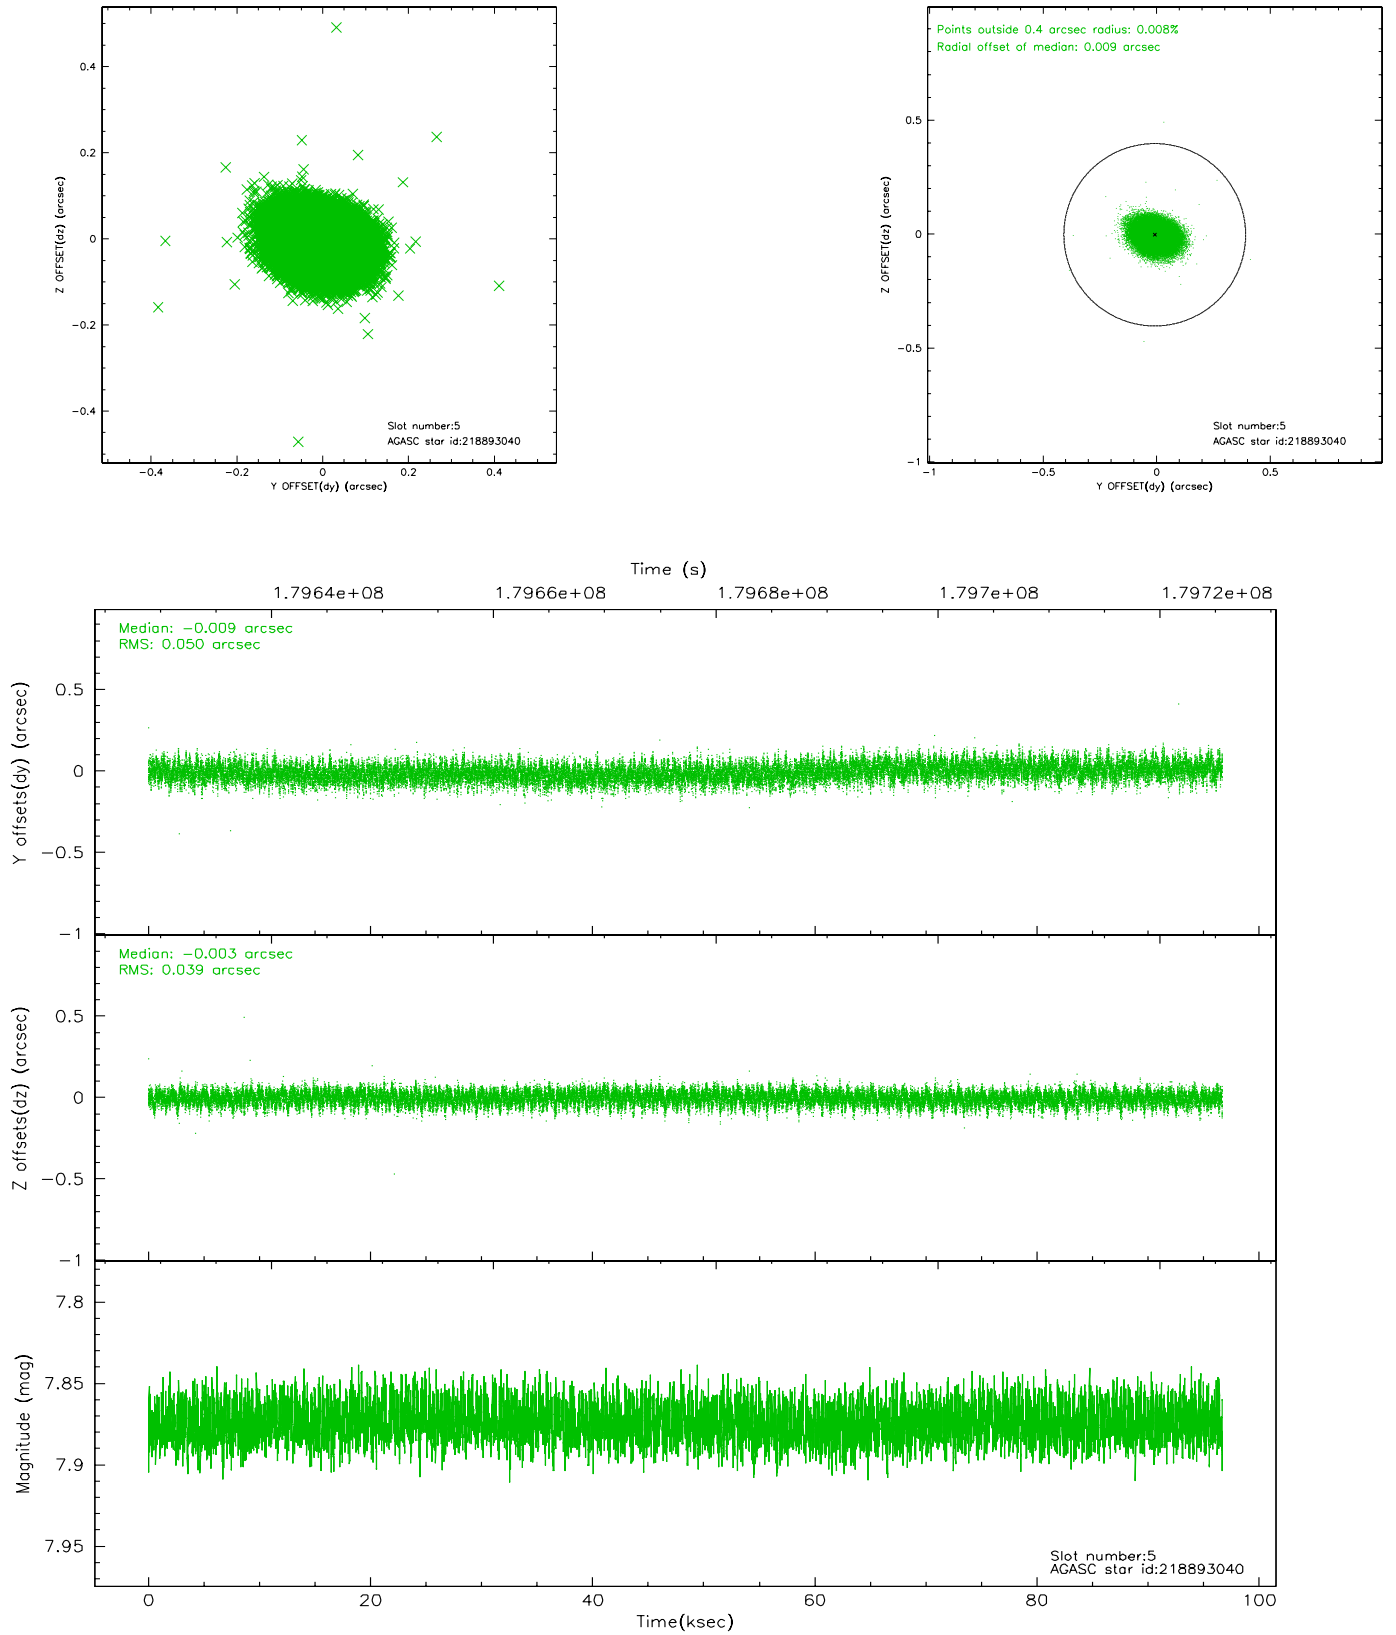 0.4
0.2
0
−0.2
−0.4
Z OFFSET(dz) (arcsec)
Slot number:5
AGASC star id:218893040
−0.4 −0.2 0 0.2 0.4
Y OFFSET(dy) (arcsec)
Points outside 0.4 arcsec radius: 0.008%
Radial offset of median: 0.009 arcsec
0.5
0
−0.5
−1
Z OFFSET(dz) (arcsec)
Slot number:5
AGASC star id:218893040
−1 −0.5 0 0.5
Y OFFSET(dy) (arcsec)
Time (s)
1.7964e+08 1.7966e+08 1.7968e+08 1.797e+08 1.7972e+08
Median: −0.009 arcsec
RMS: 0.050 arcsec
0.5
0
−0.5
−1
Y offsets(dy) (arcsec)
Median: −0.003 arcsec
RMS: 0.039 arcsec
0.5
0
−0.5
−1
Z offsets(dz) (arcsec)
7.8
7.85
7.9
7.95
Magnitude (mag)
Slot number:5
AGASC star id:218893040
0 20 40 60 80 100
Time(ksec)